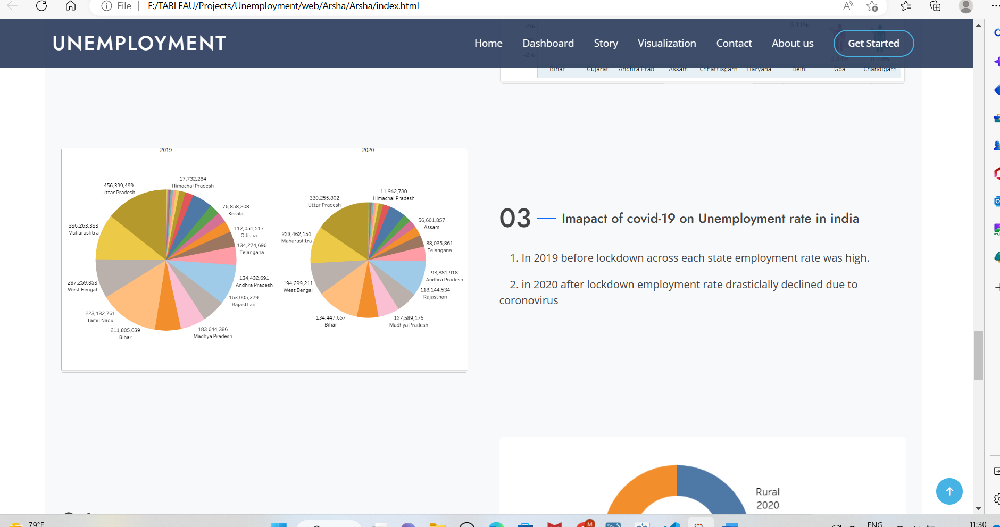 File
F:/TABLEAU/Projects/Unemployment/web/Arsha/Arsha/index.html
UNEMPLOYMENT
Home
Dashboard
Story
Visualization
Contact
About us
Get Started
2%
5.11%
-2%
0.34%
0.23%
Bihar
Gujarat
Andhra Prad..
Assam
Chhattisgarh
Haryana
Delhi
Goa
Chandigarh
2019
456,399,499
Uttar Pradesh
17,732,284
Himachal Pradesh
76,858,208
Kerala
336,263,333
Maharashtra
112,051,517
Odisha
134,274,696
Telangana
134,432,691
Andhra Pradesh
287,259,853
West Bengal
163,005,279
Rajasthan
223,132,761
Tamil Nadu
211,805,639
Bihar
183,644,386
Madhya Pradesh
2020
330,255,802
Uttar Pradesh
11,942,780
Himachal Pradesh
56,601,857
Assam
223,462,151
Maharashtra
88,035,861
Telangana
93,881,918
Andhra Pradesh
194,299,211
West Bengal
118,144,534
Rajasthan
134,447,657
Bihar
127,589,175
Madhya Pradesh
03
Imapact of covid-19 on Unemployment rate in india
1. In 2019 before lockdown across each state employment rate was high.
2. in 2020 after lockdown employment rate drasticlally declined due to
coronovirus
Rural
2020
79°F
M
ENG
11:30